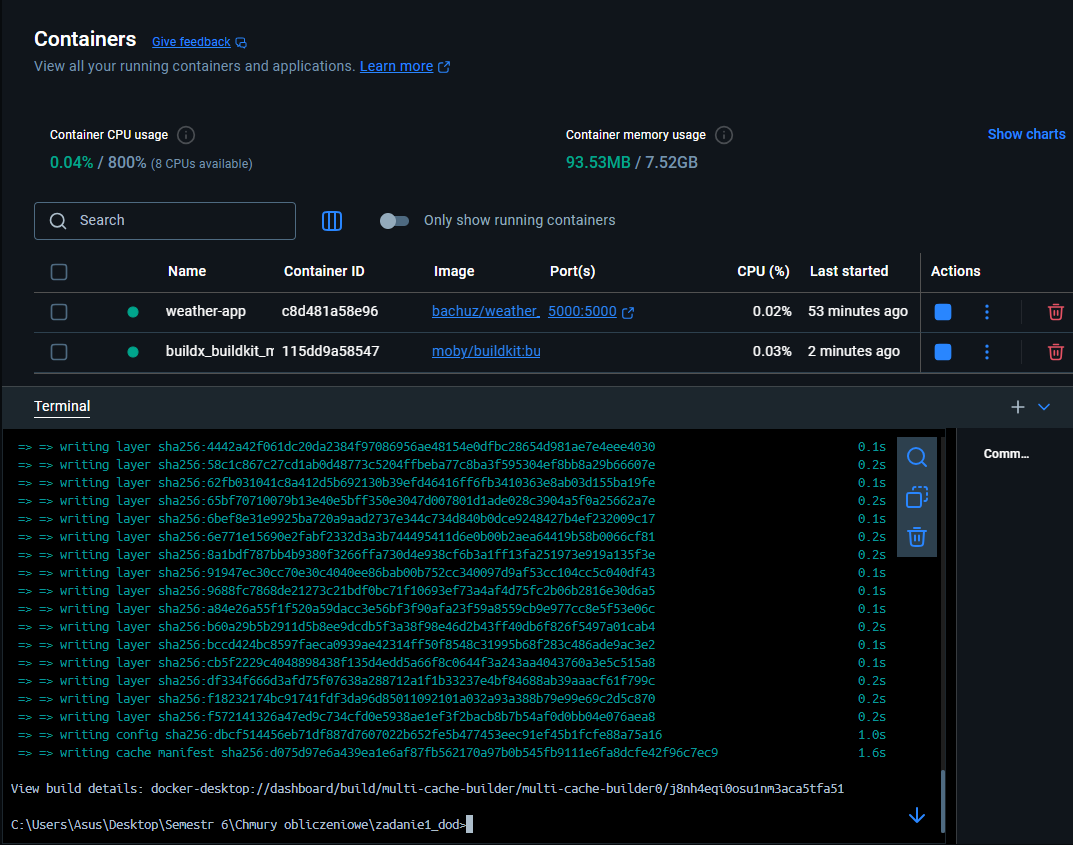 Containers Give feedback
View all your running containers and applications. Learn more
Container CPU usage
0.04% / 800% (8 CPUs available)
Container memory usage
93.53MB / 7.52GB
Show charts
Search
Only show running containers
Name Container ID Image Port(s) CPU (%) Last started Actions
weather-app c8d481a58e96 bachuz/weather_ 5000:5000 0.02% 53 minutes ago
buildx_buildkit_m 115dd9a58547 moby/buildkit:bu 0.03% 2 minutes ago
Terminal
Comm...
=> => writing layer sha256:4442a42f061dc20da2384f97086956ae48154e0dfbc28654d981ae7e4eee4030 0.1s
=> => writing layer sha256:58c1c867c27cd1ab0d48773c5204ffbeba77c8ba3f595304ef8bb8a29b66607e 0.2s
=> => writing layer sha256:62fb031041c8a412d5b692130b39efd46416ff6fb3410363e8ab03d155ba19fe 0.1s
=> => writing layer sha256:65bf70710079b13e40e5bff350e3047d007801d1ade028c3904a5f0a25662a7e 0.2s
=> => writing layer sha256:6bef8e31e9925ba720a9aad2737e344c734d840b0dce9248427b4ef232009c17 0.1s
=> => writing layer sha256:6e771e15690e2fabf2332d3a3b744495411d6e0b00b2aea64419b58b0066cf81 0.2s
=> => writing layer sha256:8a1bdf787bb4b9380f3266ffa730d4e938cf6b3a1ff13fa251973e919a135f3e 0.2s
=> => writing layer sha256:91947ec30cc70e30c4040ee86bab00b752cc340097d9af53cc104cc5c040df43 0.1s
=> => writing layer sha256:9688fc7868de21273c21bdf0bc71f10693ef73a4af4d75fc2b06b2816e30d6a5 0.1s
=> => writing layer sha256:a84e26a55f1f520a59dacc3e56bf3f90afa23f59a8559cb9e977cc8e5f53e06c 0.1s
=> => writing layer sha256:b60a29b5b2911d5b8ee9dcdb5f3a38f98e46d2b43ff40db6f826f5497a01cab4 0.2s
=> => writing layer sha256:bccd424bc8597faeca0939ae42314ff50f8548c31995b68f283c486ade9ac3e2 0.1s
=> => writing layer sha256:cb5f2229c4048898438f135d4edd5a66f8c0644f3a243aa4043760a3e5c515a8 0.1s
=> => writing layer sha256:df334f666d3afd75f07638a288712a1f1b33237e4bf84688ab39aaacf61f799c 0.2s
=> => writing layer sha256:f18232174bc91741fdf3da96d85011092101a032a93a388b79e99e69c2d5c870 0.2s
=> => writing layer sha256:f572141326a47ed9c734cfd0e5938ae1ef3f2bacb8b7b54af0d0bb04e076aea8 0.2s
=> => writing config sha256:dbcf514456eb71df887d7607022b652fe5b477453eec91ef45b1fcfe88a75a16 1.0s
=> => writing cache manifest sha256:d075d97e6a439ea1e6af87fb562170a97b0b545fb9111e6fa8dcfe42f96c7ec9 1.6s
View build details: docker-desktop://dashboard/build/multi-cache-builder/multi-cache-builder0/j8nh4eqi0osu1nm3aca5tfa51
C:\Users\Asus\Desktop\Semestr 6\Chmury obliczeniowe\zadanie1_dod>